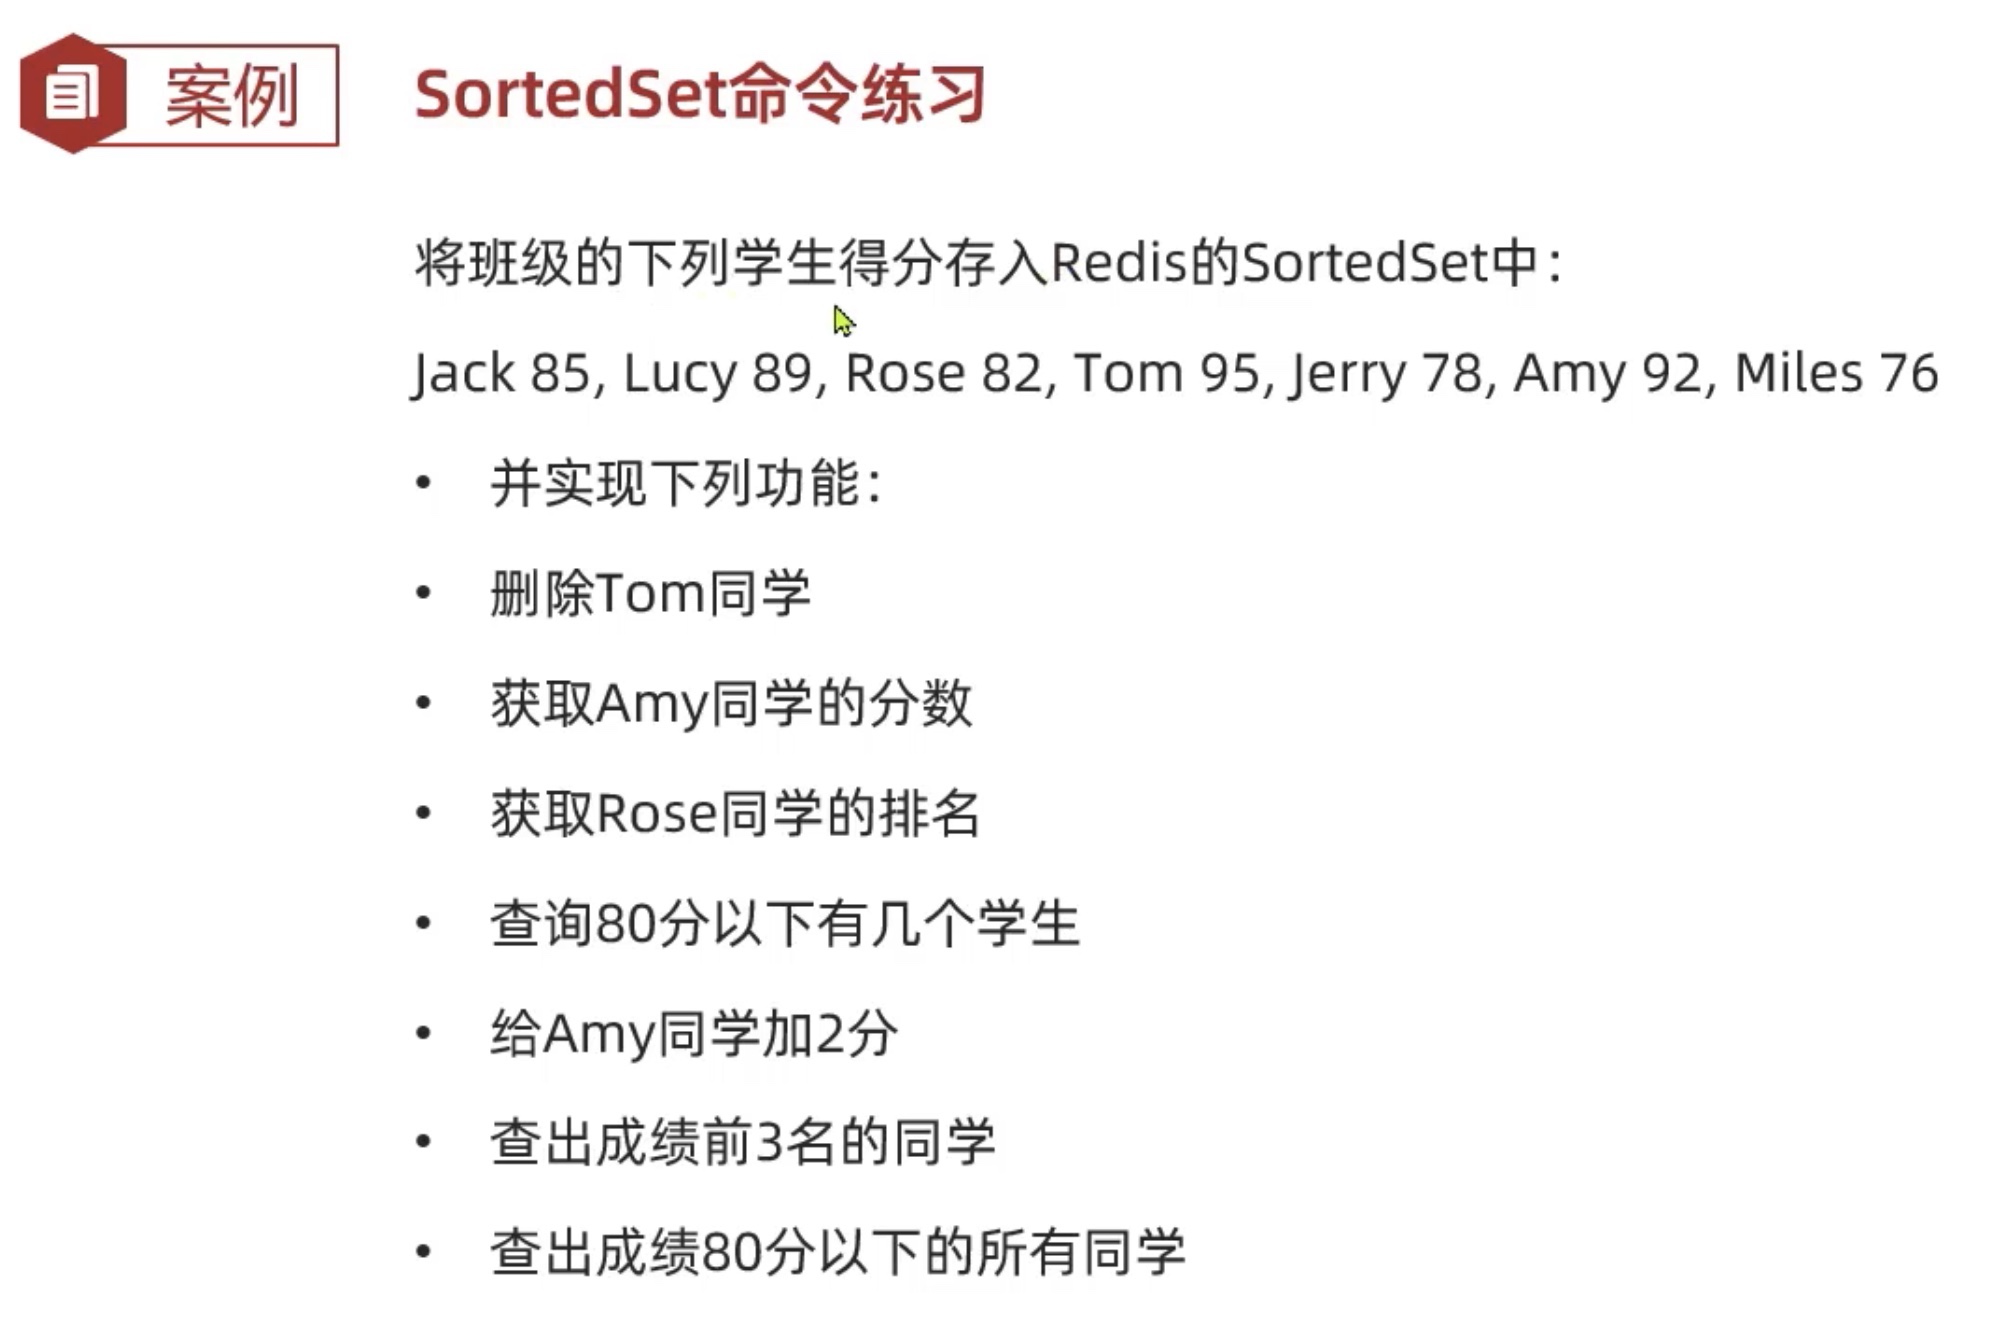 案例
SortedSet命令练习
将班级的下列学生得分存入Redis的SortedSet中：
Jack 85, Lucy 89, Rose 82, Tom 95, Jerry 78, Amy 92, Miles 76
• 并实现下列功能：
• 删除Tom同学
• 获取Amy同学的分数
• 获取Rose同学的排名
• 查询80分以下有几个学生
• 给Amy同学加2分
• 查出成绩前3名的同学
• 查出成绩80分以下的所有同学